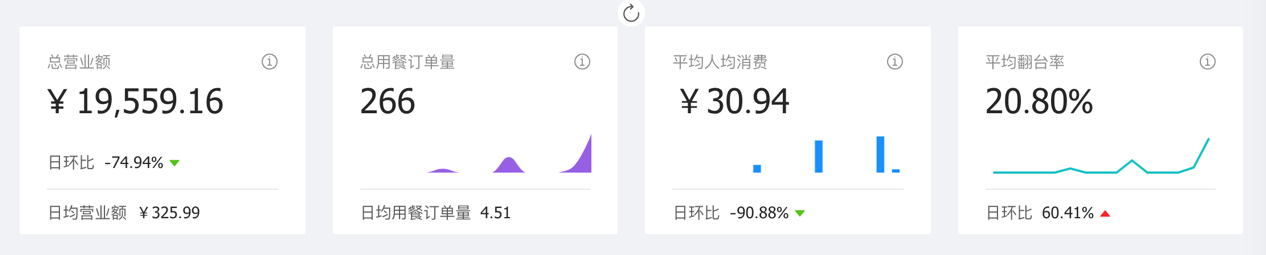 总营业额
¥ 19,559.16
日环比 -74.94%
日均营业额 ¥325.99
总用餐订单量
266
日均用餐订单量 4.51
平均人均消费
¥30.94
日环比 -90.88%
平均翻台率
20.80%
日环比 60.41%